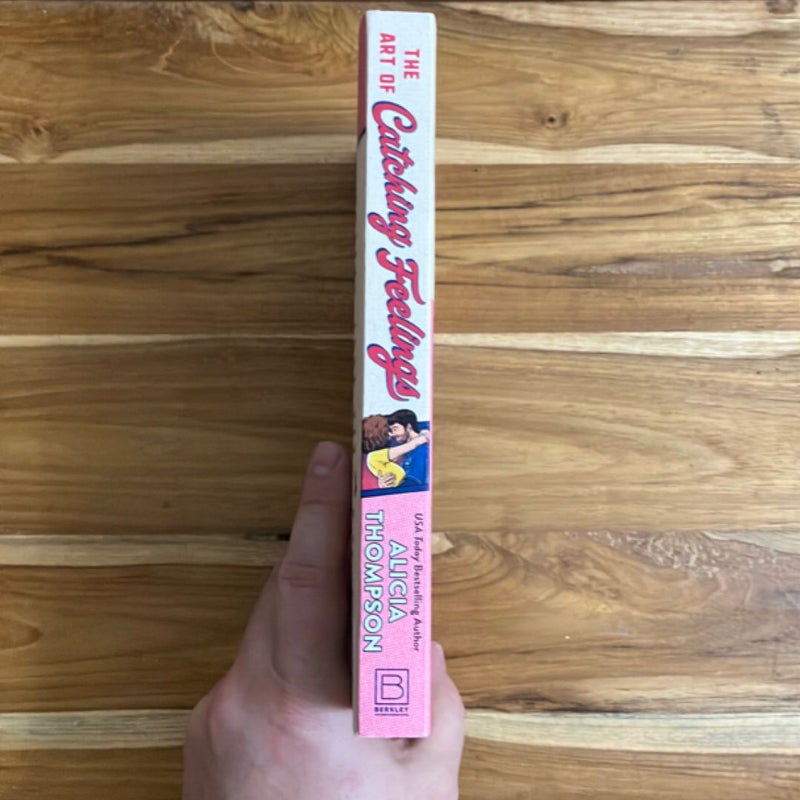 THE
ART OF
Catching Feelings
USA Today Bestselling Author
ALICIA
THOMPSON
B
BERKLEY